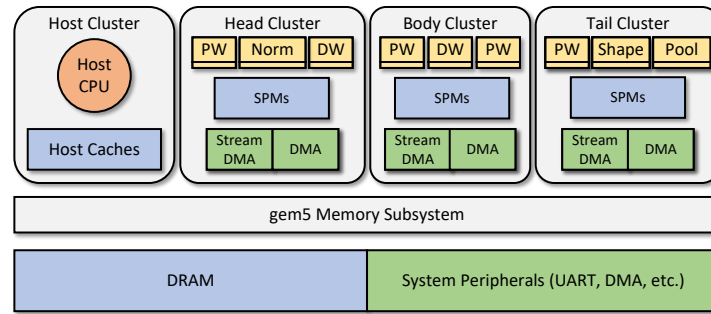 Host Cluster
Host
CPU
Host Caches
Head Cluster
PW Norm DW
SPMs
Stream
DMA
DMA
Body Cluster
PW DW PW
SPMs
Stream
DMA
DMA
Tail Cluster
PW Shape Pool
SPMs
Stream
DMA
DMA
gem5 Memory Subsystem
DRAM
System Peripherals (UART, DMA, etc.)